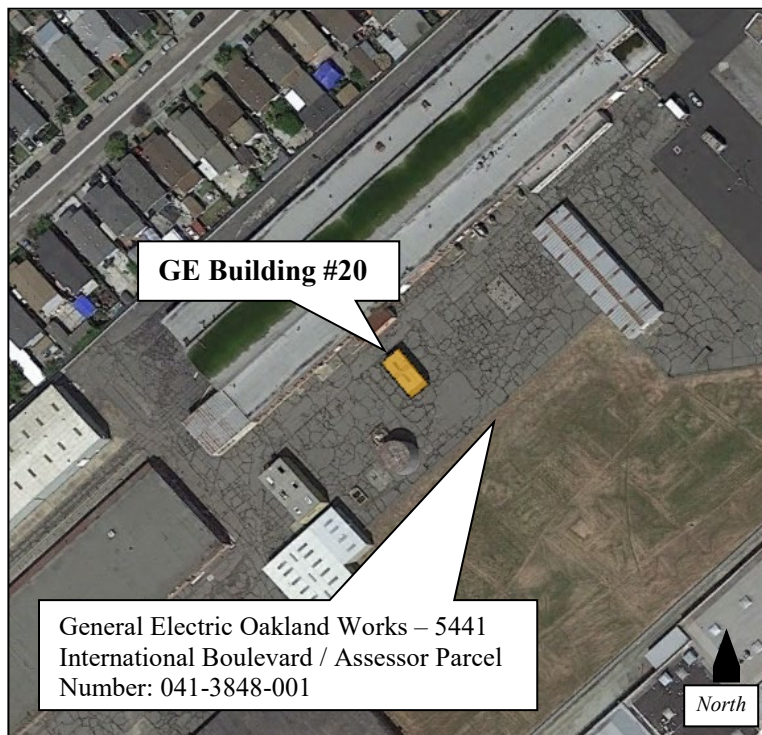 GE Building #20
General Electric Oakland Works – 5441
International Boulevard / Assessor Parcel
Number: 041-3848-001
North